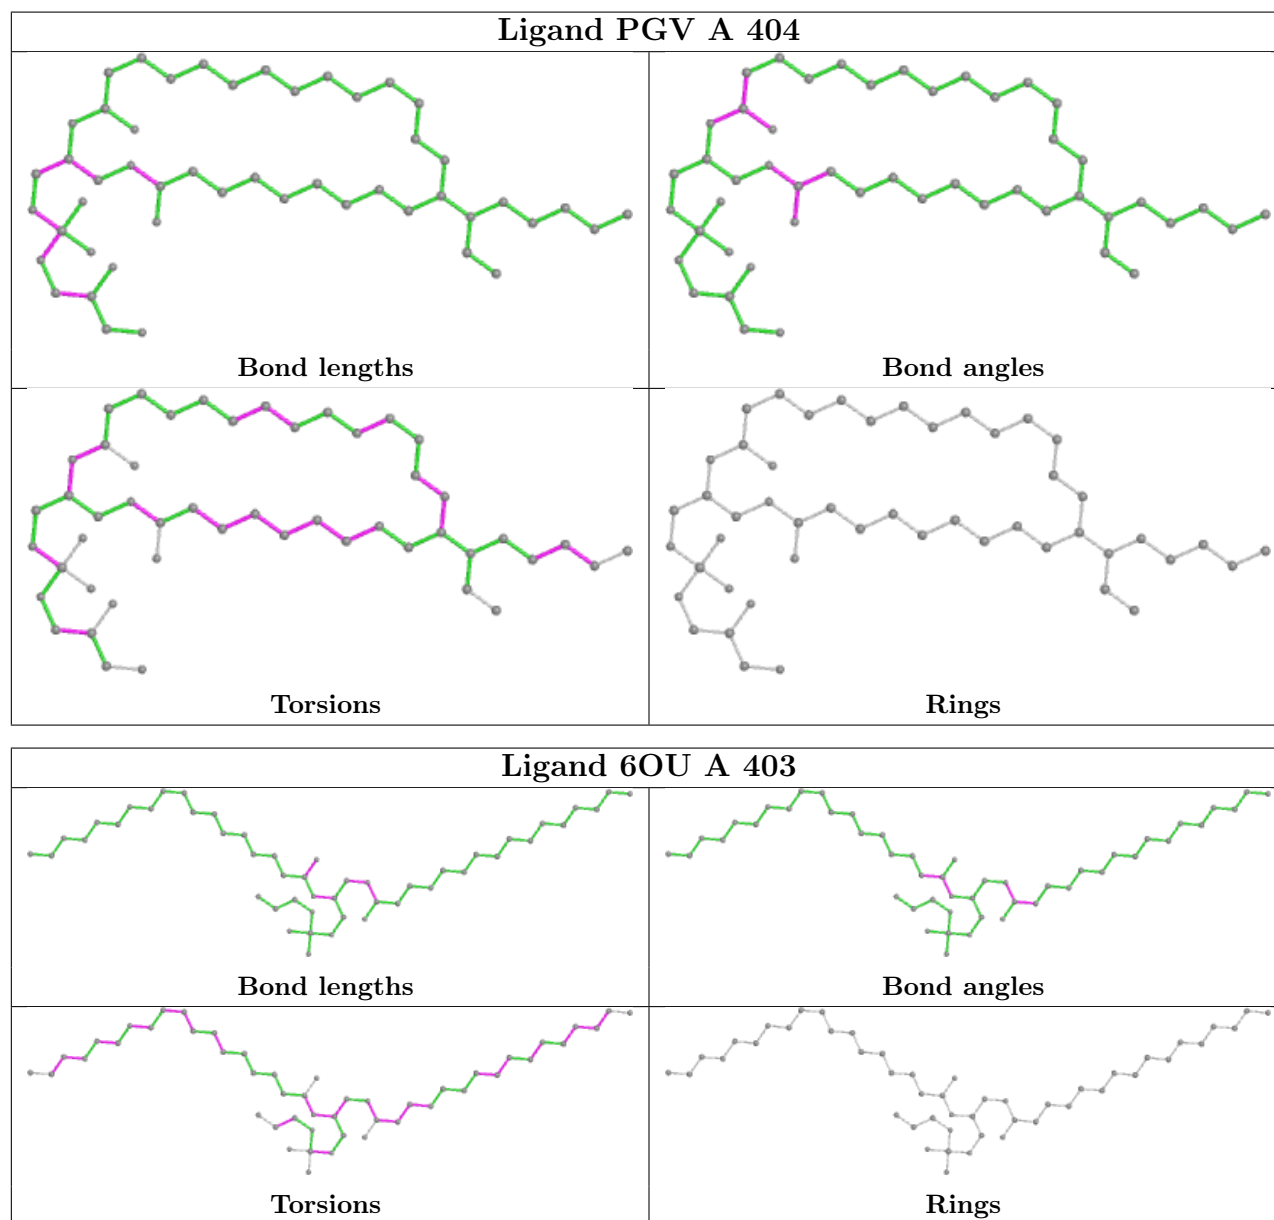 Ligand PGV A 404
Bond lengths
Bond angles
Torsions
Rings
Ligand 6OU A 403
Bond lengths
Bond angles
Torsions
Rings